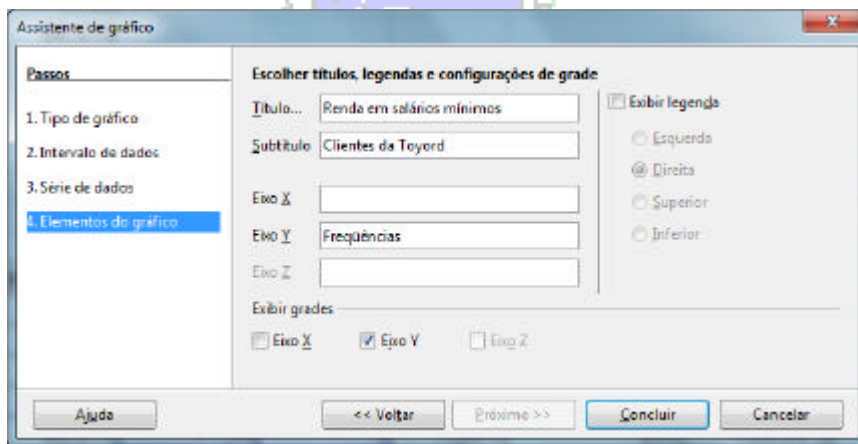 Assistente de gráfico
x
Passos
1. Tipo de gráfico
2. Intervalo de dados
3. Série de dados
4. Elementos do gráfico
Escolher títulos, legendas e configurações de grade
Título... Renda em salários mínimos
Subtítulo Clientes da Toyord
Eixo X
Eixo Y Freqüências
Eixo Z
Exibir legenda
Esquerda
Direita
Superior
Inferior
Exibir grades
Eixo X Eixo Y Eixo Z
Ajuda << Voltar Próximo >> Concluir Cancelar